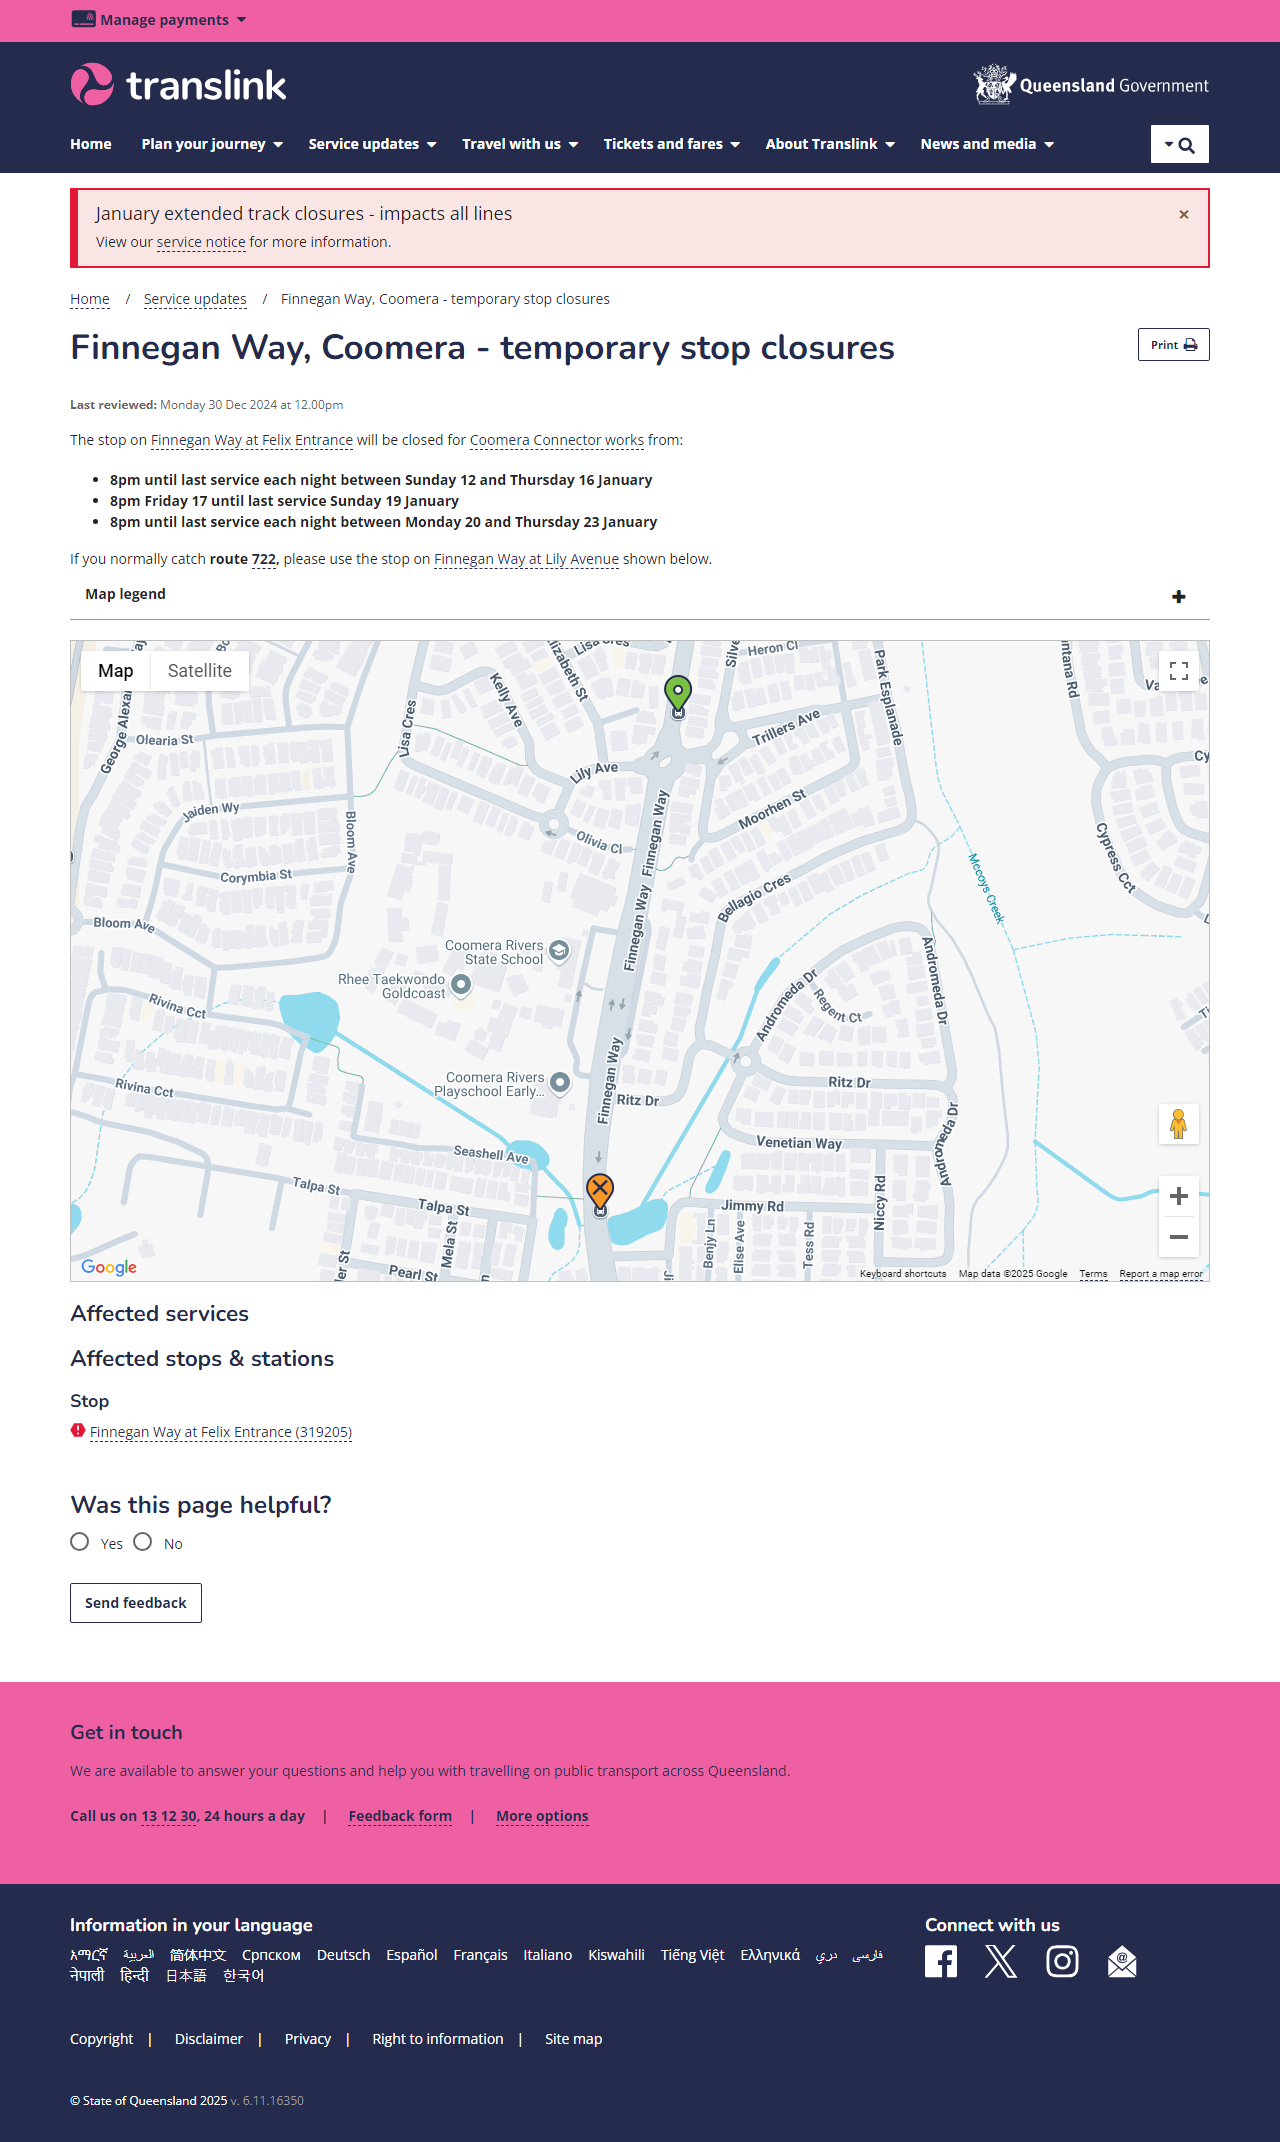 Manage payments
translink
Queensland Government
Home Plan your journey Service updates Travel with us Tickets and fares About Translink News and media
January extended track closures - impacts all lines ×
View our service notice for more information.
Home / Service updates / Finnegan Way, Coomera - temporary stop closures
Finnegan Way, Coomera - temporary stop closures
Print
Last reviewed: Monday 30 Dec 2024 at 12.00pm
The stop on Finnegan Way at Felix Entrance will be closed for Coomera Connector works from:
• 8pm until last service each night between Sunday 12 and Thursday 16 January
• 8pm Friday 17 until last service Sunday 19 January
• 8pm until last service each night between Monday 20 and Thursday 23 January
If you normally catch route 722, please use the stop on Finnegan Way at Lily Avenue shown below.
Map legend
Map Satellite
Lisa Cres
Elizabeth St
Heron Cl
Kelly Ave
Park Esplanade
George Alexa
Olearia St
Lisa Cres
Trillers Ave
Lily Ave
Jaiden Wy
Moorhen St
Bloom Ave
Olivia Cl
Finnegan Way
Cypress Cct
Corymbia St
Mccoys Creek
Bellagio Cres
Bloom Ave
Finnegan Way
Coomera Rivers
State School
Rhee Taekwondo
Goldcoast
Andromeda Dr
Andromeda Dr
Regent Ct
Rivina Cct
Finnegan Way
Coomera Rivers
Playschool Early...
Rivina Cct
Ritz Dr
Ritz Dr
Andromeda Dr
Seashell Ave
Venetian Way
Talpa St
Talpa St
Jimmy Rd
Niccy Rd
Mela St
Benjy Ln
Elise Ave
Tess Rd
Pearl St
Google
Keyboard shortcuts Map data ©2025 Google Terms Report a map error
Affected services
Affected stops & stations
Stop
Finnegan Way at Felix Entrance (319205)
Was this page helpful?
Yes No
Send feedback
Get in touch
We are available to answer your questions and help you with travelling on public transport across Queensland.
Call us on 13 12 30, 24 hours a day | Feedback form | More options
Information in your language
Connect with us
አማርኛ العربية 简体中文 Српском Deutsch Español Français Italiano Kiswahili Tiếng Việt Ελληνικά دري فارسی
नेपाली हिन्दी 日本語 한국어
Copyright | Disclaimer | Privacy | Right to information | Site map
© State of Queensland 2025 v. 6.11.16350